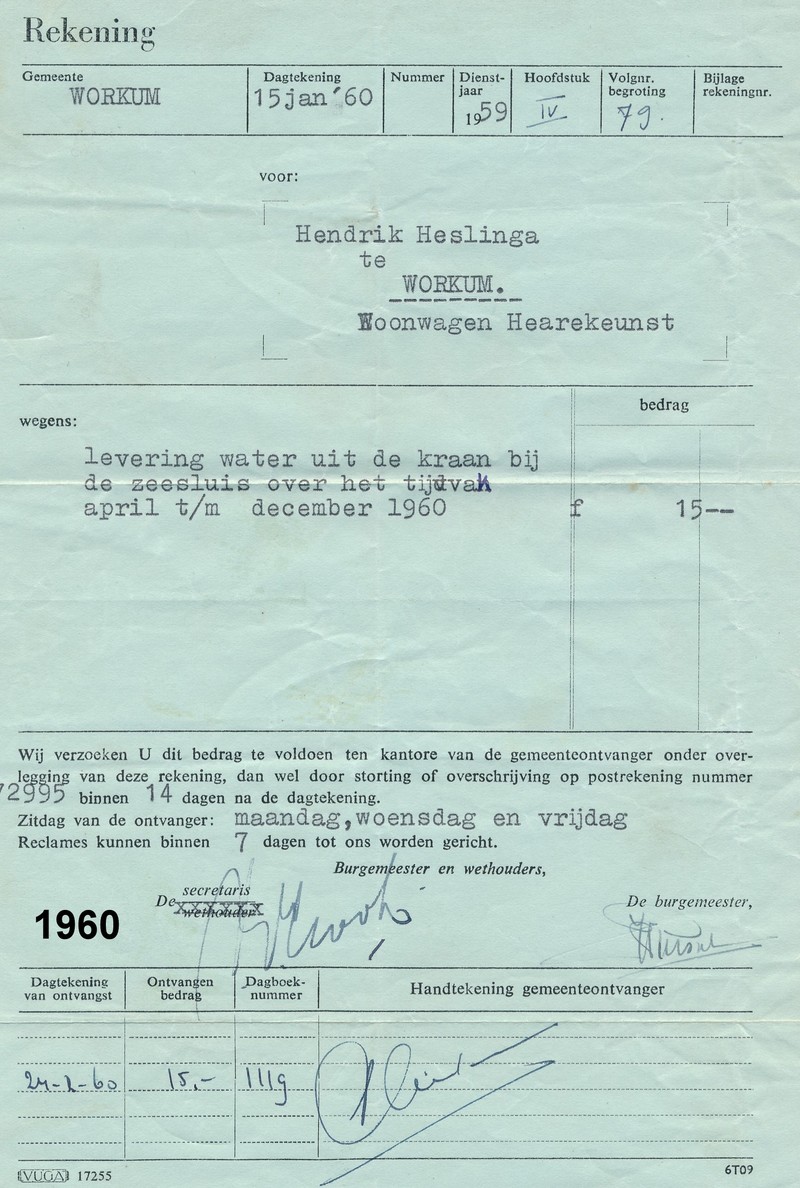 Rekening
Gemeente
WORKUM
Dagtekening
15jan'60
Nummer
Dienst-
jaar
1959
Hoofdstuk
IV
Volgnr.
begroting
79.
Bijlage
rekeningnr.
voor:
Hendrik Heslinga
te
WORKUM.
Woonwagen Hearekeunst
wegens:
bedrag
levering water uit de kraan bij
de zeesluis over het tijdvak
april t/m december 1960 f 15--
Wij verzoeken U dit bedrag te voldoen ten kantore van de gemeenteontvanger onder over-
legging van deze rekening, dan wel door storting of overschrijving op postrekening nummer
72995 binnen 14 dagen na de dagtekening.
Zitdag van de ontvanger: maandag,woensdag en vrijdag
Reclames kunnen binnen 7 dagen tot ons worden gericht.
Burgemeester en wethouders,
secretaris
De wethouder
De burgemeester,
1960
Dagtekening
van ontvangst
Ontvangen
bedrag
Dagboek-
nummer
Handtekening gemeenteontvanger
15.-
VUGA 17255
6T09